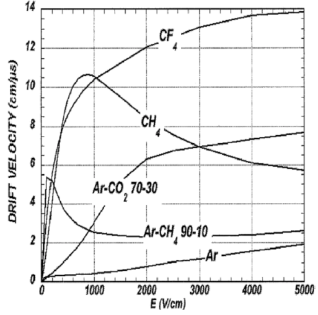 14
12
10
8
6
4
2
0
DRIFT VELOCITY (cm/µs)
CF4
CH4
Ar-CO2 70-30
Ar-CH4 90-10
Ar
0 1000 2000 3000 4000 5000
E (V/cm)